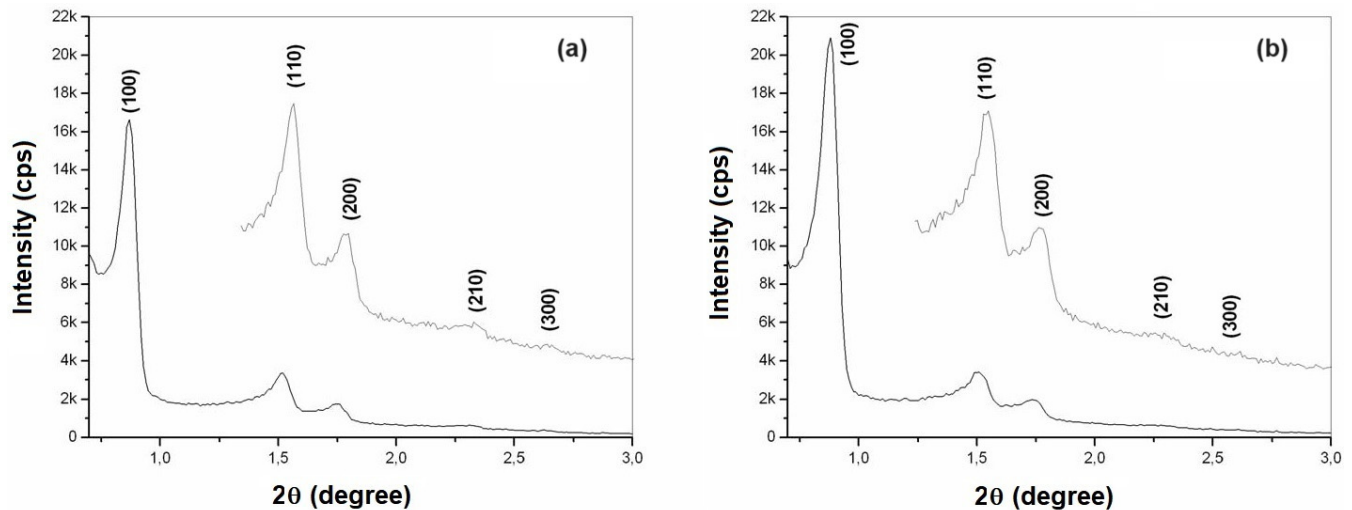 (a)
Intensity (cps)
22k
20k
18k
16k
14k
12k
10k
8k
6k
4k
2k
0
(100)
(110)
(200)
(210)
(300)
1,0
1,5
2,0
2,5
3,0
2θ (degree)
(b)
Intensity (cps)
22k
20k
18k
16k
14k
12k
10k
8k
6k
4k
2k
0
(100)
(110)
(200)
(210)
(300)
1,0
1,5
2,0
2,5
3,0
2θ (degree)